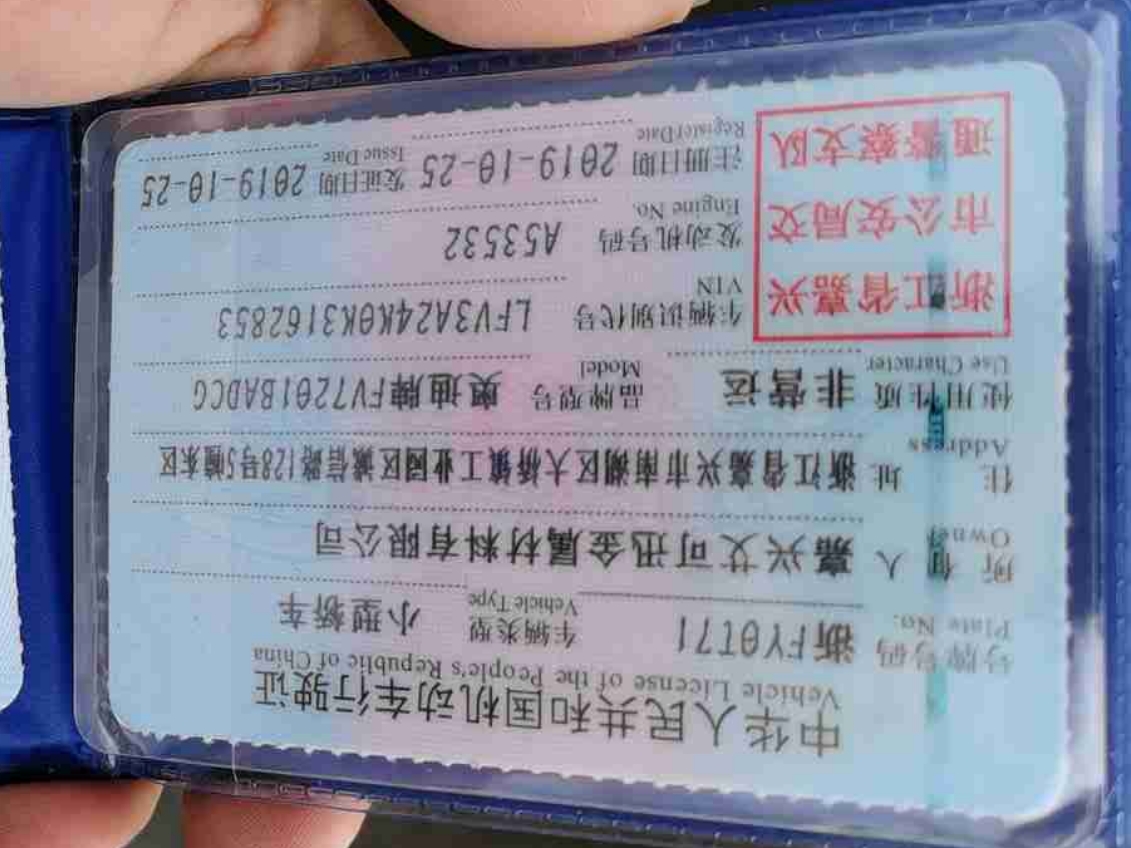 中华人民共和国机动车行驶证
Vehicle License of the People's Republic of China
号牌号码 浙FY0T71 车辆类型 小型轿车
Plate No. Vehicle Type
所有人 嘉兴艾可迅金属材料有限公司
Owner
住址 浙江省嘉兴市南湖区大桥镇工业园区诚信路128号5幢东区
Address
使用性质 非营运 品牌型号 奥迪牌FV7201BADCG
Use Character Model
浙江省嘉兴
市公安局交
通警察支队
车辆识别代号 LFV3A24K0K3162853
VIN
发动机号码 A53532
Engine No.
注册日期 2019-10-25 发证日期 2019-10-25
Register Date Issue Date